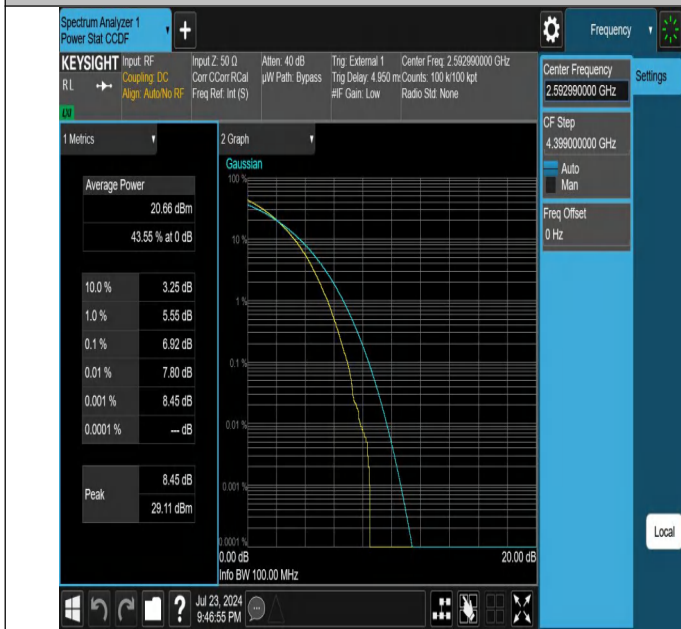 Spectrum Analyzer 1
Power Stat CCDF
Frequency
KEYSIGHT
RL
Input: RF
Coupling: DC
Align: Auto/No RF
Input Z: 50 Ω
Corr CCorr RCal
Freq Ref: Int (S)
Atten: 40 dB
µW Path: Bypass
Trig: External 1
Trig Delay: 4.950 ms
#IF Gain: Low
Center Freq: 2.592990000 GHz
Counts: 100 k/100 kpt
Radio Std: None
Center Frequency
2.592990000 GHz
Settings
CF Step
4.399000000 GHz
Auto
Man
Freq Offset
0 Hz
1 Metrics
Average Power
20.66 dBm
43.55 % at 0 dB
10.0 % 3.25 dB
1.0 % 5.55 dB
0.1 % 6.92 dB
0.01 % 7.80 dB
0.001 % 8.45 dB
0.0001 % --- dB
Peak
8.45 dB
29.11 dBm
2 Graph
Gaussian
100 %
10 %
1 %
0.1 %
0.01 %
0.001 %
0.0001 %
0.00 dB 20.00 dB
Info BW 100.00 MHz
Local
?
Jul 23, 2024
9:46:55 PM